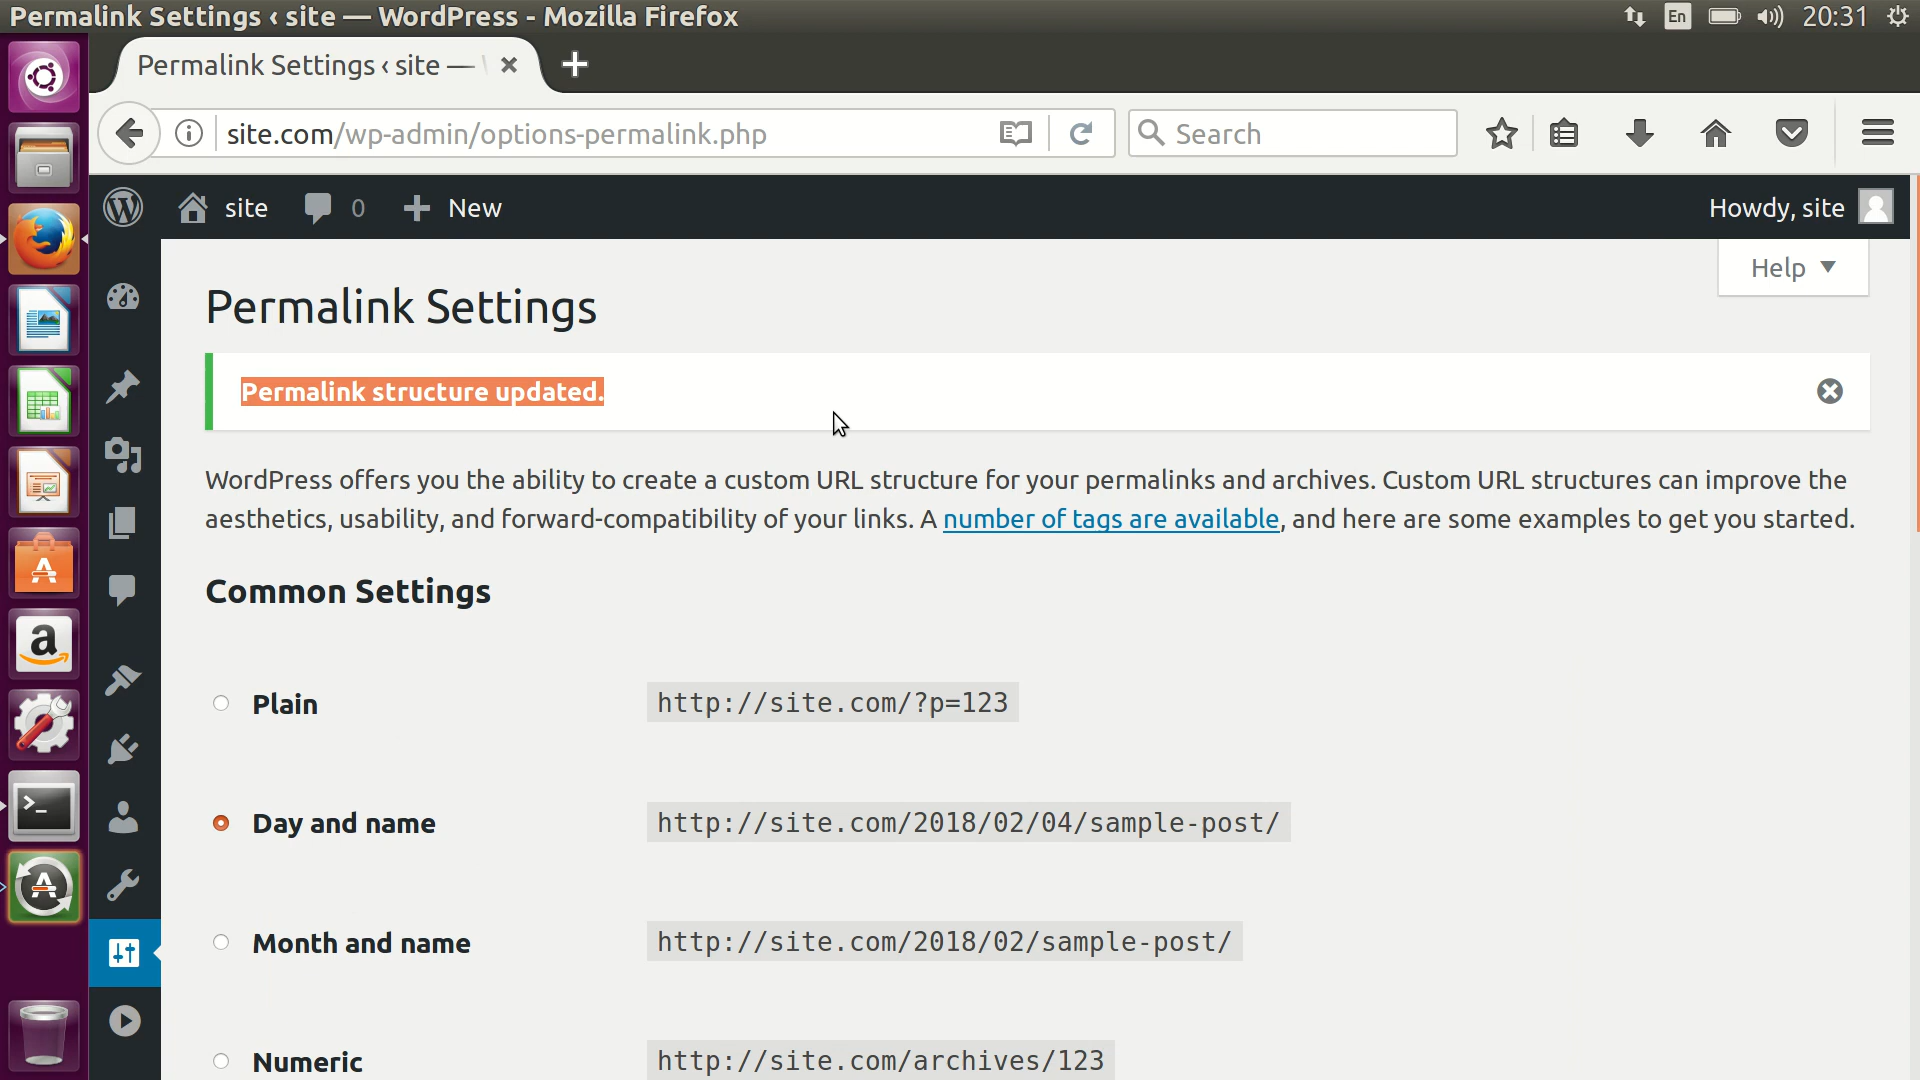 Permalink Settings ‹ site — WordPress - Mozilla Firefox
En
20:31
Permalink Settings ‹ site —
site.com/wp-admin/options-permalink.php
Search
site
0
New
Howdy, site
Help
Permalink Settings
Permalink structure updated.
WordPress offers you the ability to create a custom URL structure for your permalinks and archives. Custom URL structures can improve the
aesthetics, usability, and forward-compatibility of your links. A number of tags are available, and here are some examples to get you started.
Common Settings
Plain
http://site.com/?p=123
Day and name
http://site.com/2018/02/04/sample-post/
Month and name
http://site.com/2018/02/sample-post/
Numeric
http://site.com/archives/123